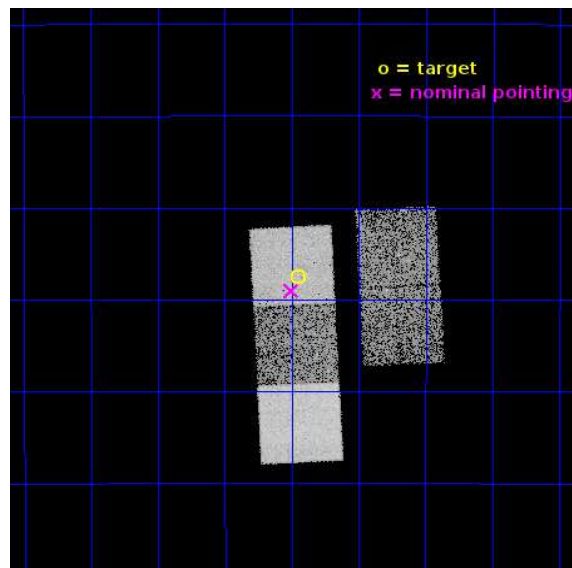 o = target
x = nominal pointing